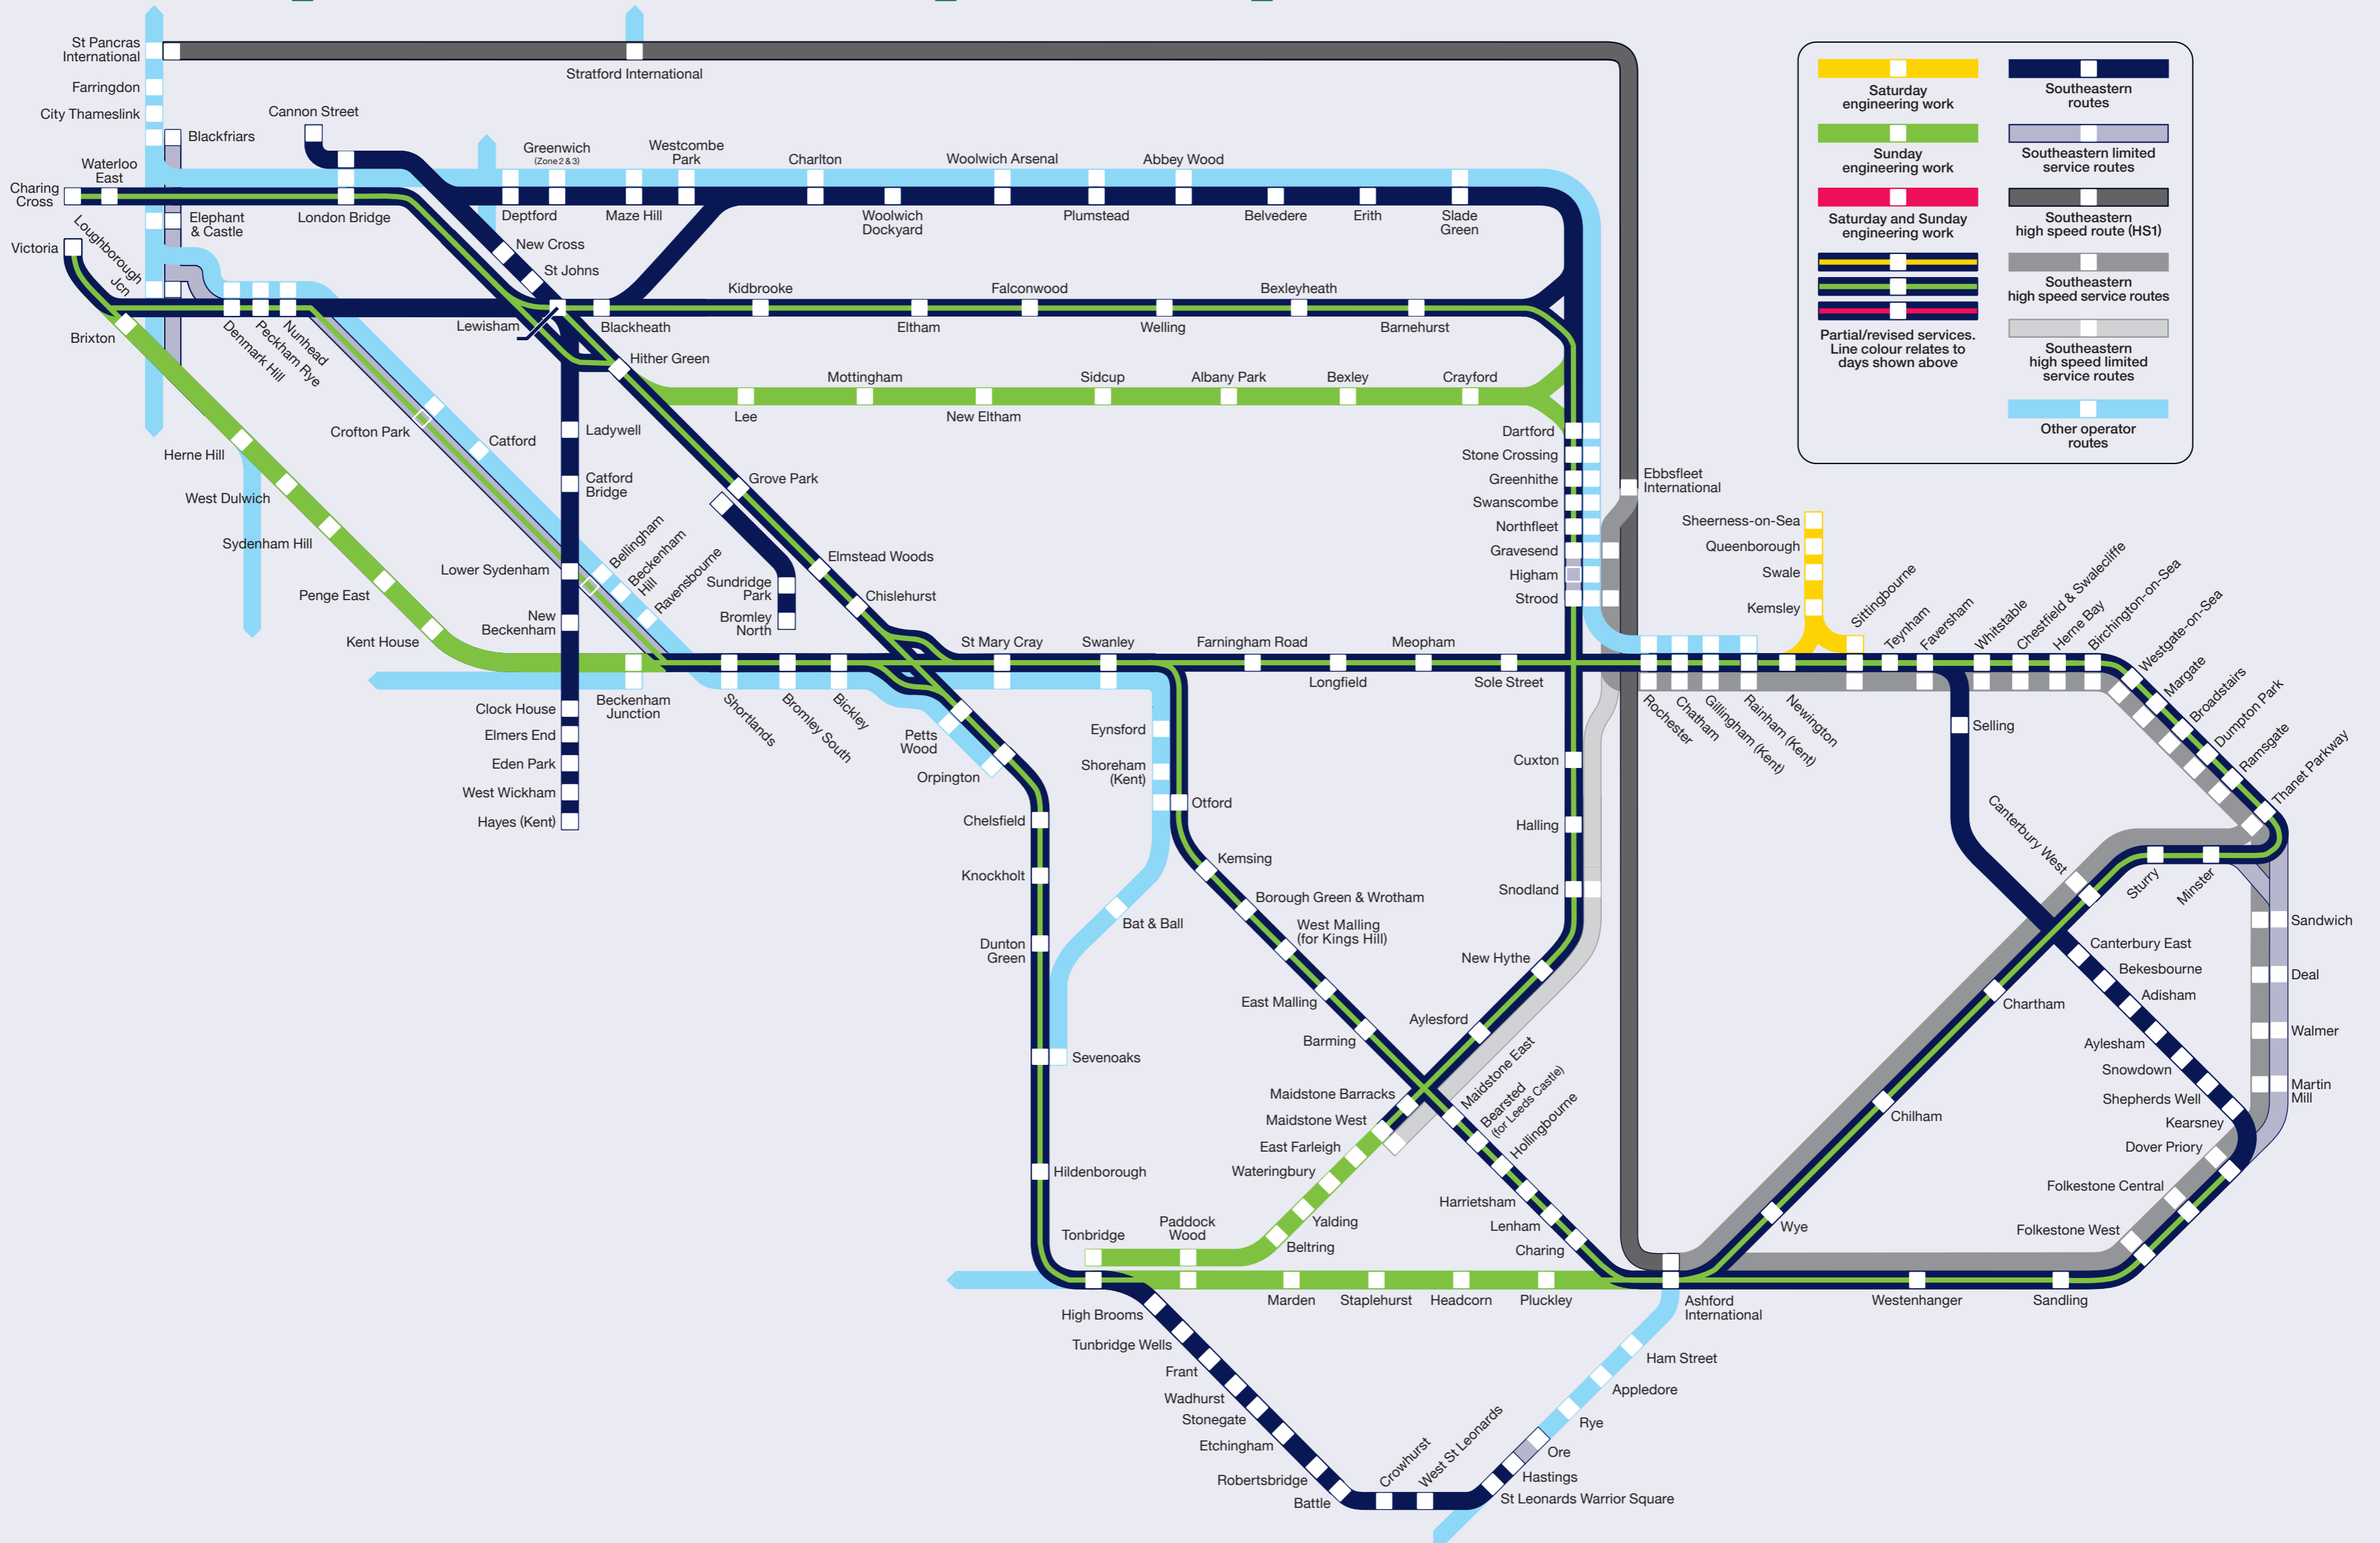 St Pancras
International
Stratford International
Farringdon
City Thameslink
Cannon Street
Blackfriars
Waterloo
East
Charing
Cross
London Bridge
Elephant
& Castle
Victoria
Loughborough
Jcn
Greenwich
(Zone 2 & 3)
Westcombe
Park
Charlton
Woolwich Arsenal
Abbey Wood
Deptford
Maze Hill
Woolwich
Dockyard
Plumstead
Belvedere
Erith
Slade
Green
New Cross
St Johns
Lewisham
Blackheath
Kidbrooke
Eltham
Falconwood
Welling
Bexleyheath
Barnehurst
Hither Green
Lee
Mottingham
New Eltham
Sidcup
Albany Park
Bexley
Crayford
Brixton
Denmark Hill
Peckham Rye
Nunhead
Crofton Park
Catford
Herne Hill
West Dulwich
Sydenham Hill
Penge East
Kent House
Ladywell
Catford
Bridge
Lower Sydenham
New
Beckenham
Bellingham
Beckenham
Hill
Ravensbourne
Clock House
Elmers End
Eden Park
West Wickham
Hayes (Kent)
Beckenham
Junction
Grove Park
Sundridge
Park
Bromley
North
Elmstead Woods
Chislehurst
Shortlands
Bromley South
Bickley
St Mary Cray
Swanley
Farningham Road
Longfield
Meopham
Sole Street
Petts
Wood
Orpington
Chelsfield
Knockholt
Dunton
Green
Sevenoaks
Hildenborough
Eynsford
Shoreham
(Kent)
Otford
Bat & Ball
Kemsing
Borough Green & Wrotham
West Malling
(for Kings Hill)
East Malling
Barming
Maidstone East
Bearsted
(for Leeds Castle)
Hollingbourne
Harrietsham
Lenham
Charing
Dartford
Stone Crossing
Greenhithe
Swanscombe
Northfleet
Gravesend
Higham
Strood
Ebbsfleet
International
Cuxton
Halling
Snodland
New Hythe
Aylesford
Maidstone Barracks
Maidstone West
East Farleigh
Wateringbury
Yalding
Beltring
Paddock
Wood
Tonbridge
Marden
Staplehurst
Headcorn
Pluckley
Ashford
International
Westenhanger
Sandling
High Brooms
Tunbridge Wells
Frant
Wadhurst
Stonegate
Etchingham
Robertsbridge
Battle
Crowhurst
West St Leonards
St Leonards Warrior Square
Hastings
Ore
Rye
Appledore
Ham Street
Sheerness-on-Sea
Queenborough
Swale
Kemsley
Sittingbourne
Teynham
Faversham
Whitstable
Chestfield & Swalecliffe
Herne Bay
Birchington-on-Sea
Westgate-on-Sea
Margate
Broadstairs
Dumpton Park
Ramsgate
Thanet Parkway
Rochester
Chatham
Gillingham (Kent)
Rainham (Kent)
Newington
Selling
Canterbury West
Sturry
Minster
Sandwich
Deal
Walmer
Martin
Mill
Canterbury East
Bekesbourne
Adisham
Aylesham
Snowdown
Shepherds Well
Kearsney
Dover Priory
Folkestone Central
Folkestone West
Chartham
Chilham
Wye
Saturday
engineering work
Sunday
engineering work
Saturday and Sunday
engineering work
Partial/revised services.
Line colour relates to
days shown above
Southeastern
routes
Southeastern limited
service routes
Southeastern
high speed route (HS1)
Southeastern
high speed service routes
Southeastern
high speed limited
service routes
Other operator
routes